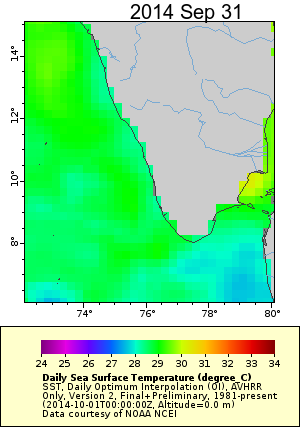 2014 Sep 31
14°
12°
10°
8°
74° 76° 78° 80°
24 25 26 27 28 29 30 31 32 33 34
Daily Sea Surface Temperature (degree_C)
SST, Daily Optimum Interpolation (OI), AVHRR
Only, Version 2, Final+Preliminary, 1981-present
(2014-10-01T00:00:00Z, Altitude=0.0 m)
Data courtesy of NOAA NCEI